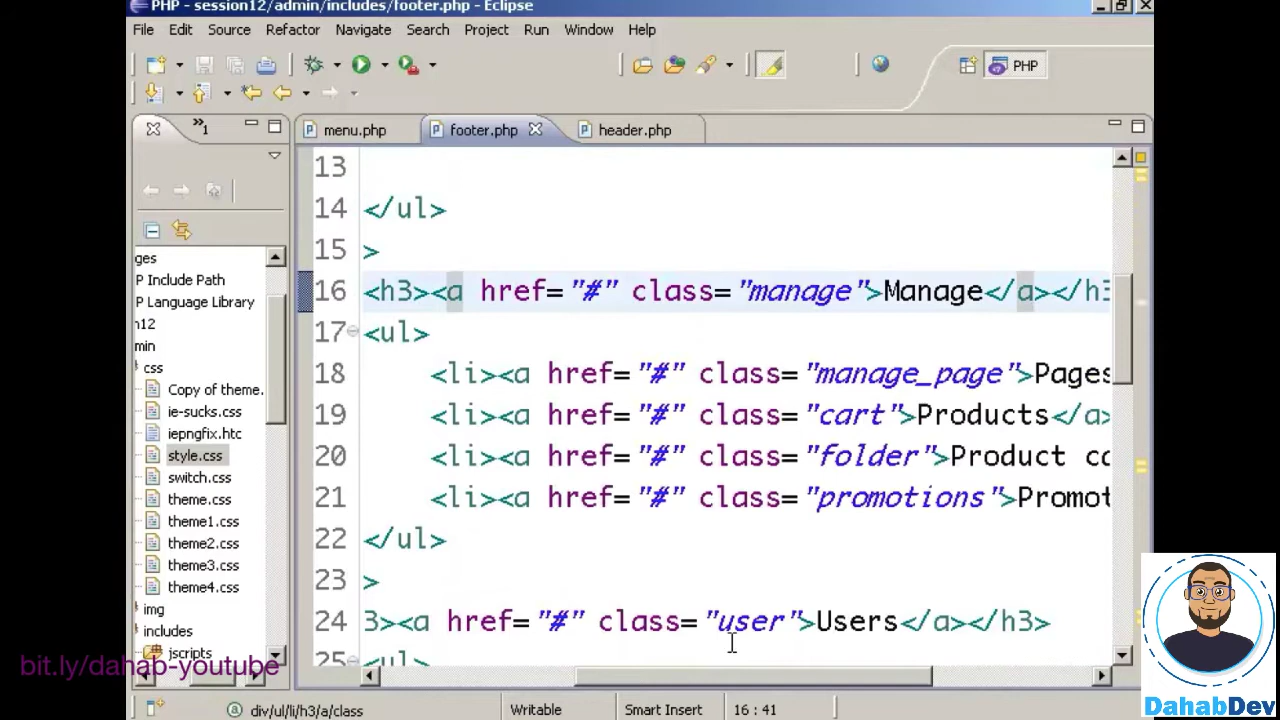 PHP - session12/admin/includes/footer.php - Eclipse
File Edit Source Refactor Navigate Search Project Run Window Help
PHP
»1
menu.php footer.php header.php
ges
P Include Path
P Language Library
n12
min
css
Copy of theme.
ie-sucks.css
iepngfix.htc
style.css
switch.css
theme.css
theme1.css
theme2.css
theme3.css
theme4.css
img
includes
jscripts
13
14 </ul>
15 >
16 <h3><a href="#" class="manage">Manage</a></h3
17 <ul>
18 <li><a href="#" class="manage_page">Pages
19 <li><a href="#" class="cart">Products</a>
20 <li><a href="#" class="folder">Product ca
21 <li><a href="#" class="promotions">Promot
22 </ul>
23 >
24 3><a href="#" class="user">Users</a></h3>
25 <ul>
bit.ly/dahab-youtube
div/ul/li/h3/a/class Writable Smart Insert 16 : 41
DahabDev